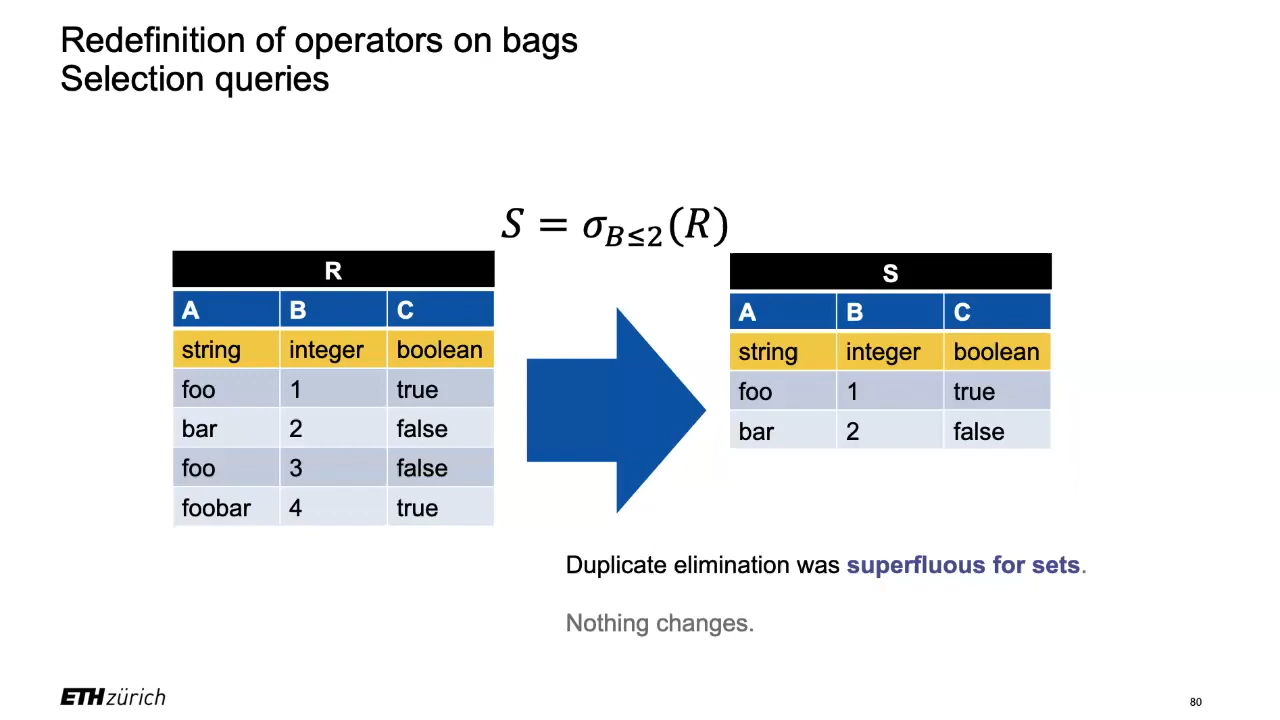 Redefinition of operators on bags
Selection queries
S = σB≤2(R)
R
A B C
string integer boolean
foo 1 true
bar 2 false
foo 3 false
foobar 4 true
S
A B C
string integer boolean
foo 1 true
bar 2 false
Duplicate elimination was superfluous for sets.
Nothing changes.
ETH zürich
80